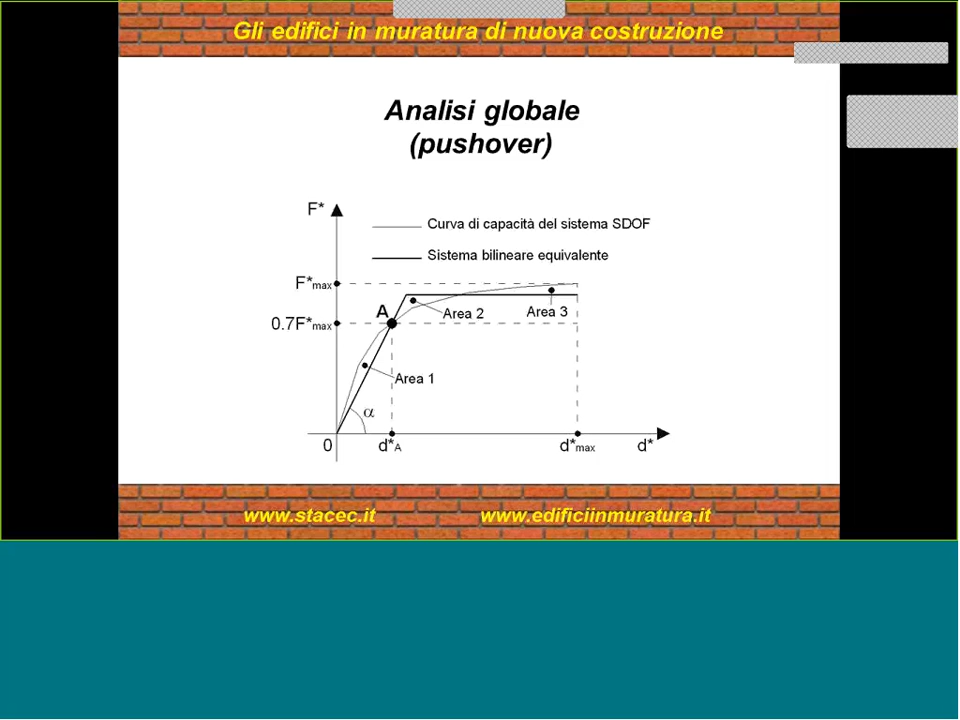 Gli edifici in muratura di nuova costruzione
Analisi globale
(pushover)
F*
Curva di capacità del sistema SDOF
Sistema bilineare equivalente
F*max
A
Area 2
Area 3
0.7F*max
Area 1
α
0
d*A
d*max
d*
www.stacec.it
www.edificiinmuratura.it